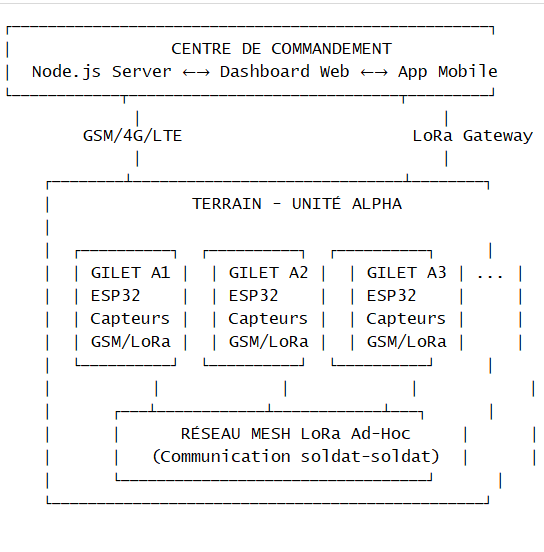 CENTRE DE COMMANDEMENT
Node.js Server ←→ Dashboard Web ←→ App Mobile
GSM/4G/LTE LoRa Gateway
TERRAIN - UNITÉ ALPHA
GILET A1 GILET A2 GILET A3 ...
ESP32 ESP32 ESP32
Capteurs Capteurs Capteurs
GSM/LoRa GSM/LoRa GSM/LoRa
RÉSEAU MESH LoRa Ad-Hoc
(Communication soldat-soldat)